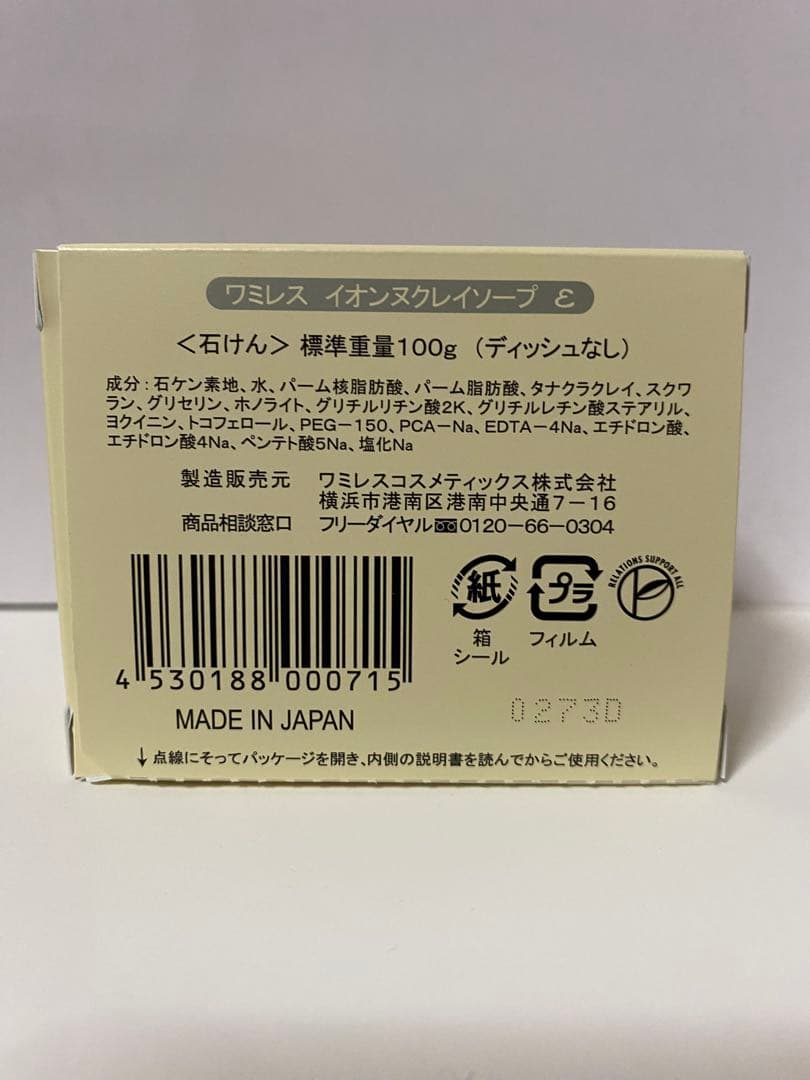 ワミレス イオンヌクレイソープ ε
＜石けん＞ 標準重量100g （ディッシュなし）
成分：石ケン素地、水、パーム核脂肪酸、パーム脂肪酸、タナクラクレイ、スクワ
ラン、グリセリン、ホノライト、グリチルリチン酸2K、グリチルレチン酸ステアリル、
ヨクイニン、トコフェロール、PEG－150、PCA－Na、EDTA－4Na、エチドロン酸、
エチドロン酸4Na、ペンテト酸5Na、塩化Na
製造販売元 ワミレスコスメティックス株式会社
横浜市港南区港南中央通7－16
商品相談窓口 フリーダイヤル0120－66－0304
紙
箱
シール
プラ
フィルム
RELATIONS SUPPORT ALL
4 530188 000715
MADE IN JAPAN
0273D
↓点線にそってパッケージを開き、内側の説明書を読んでからご使用ください。